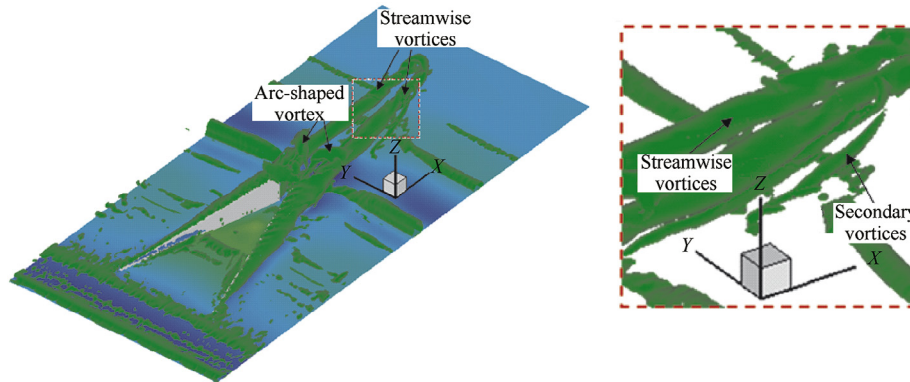 Streamwise
vortices
Arc-shaped
vortex
Z
X
Y
Streamwise
vortices
Z
Secondary
vortices
Y
X